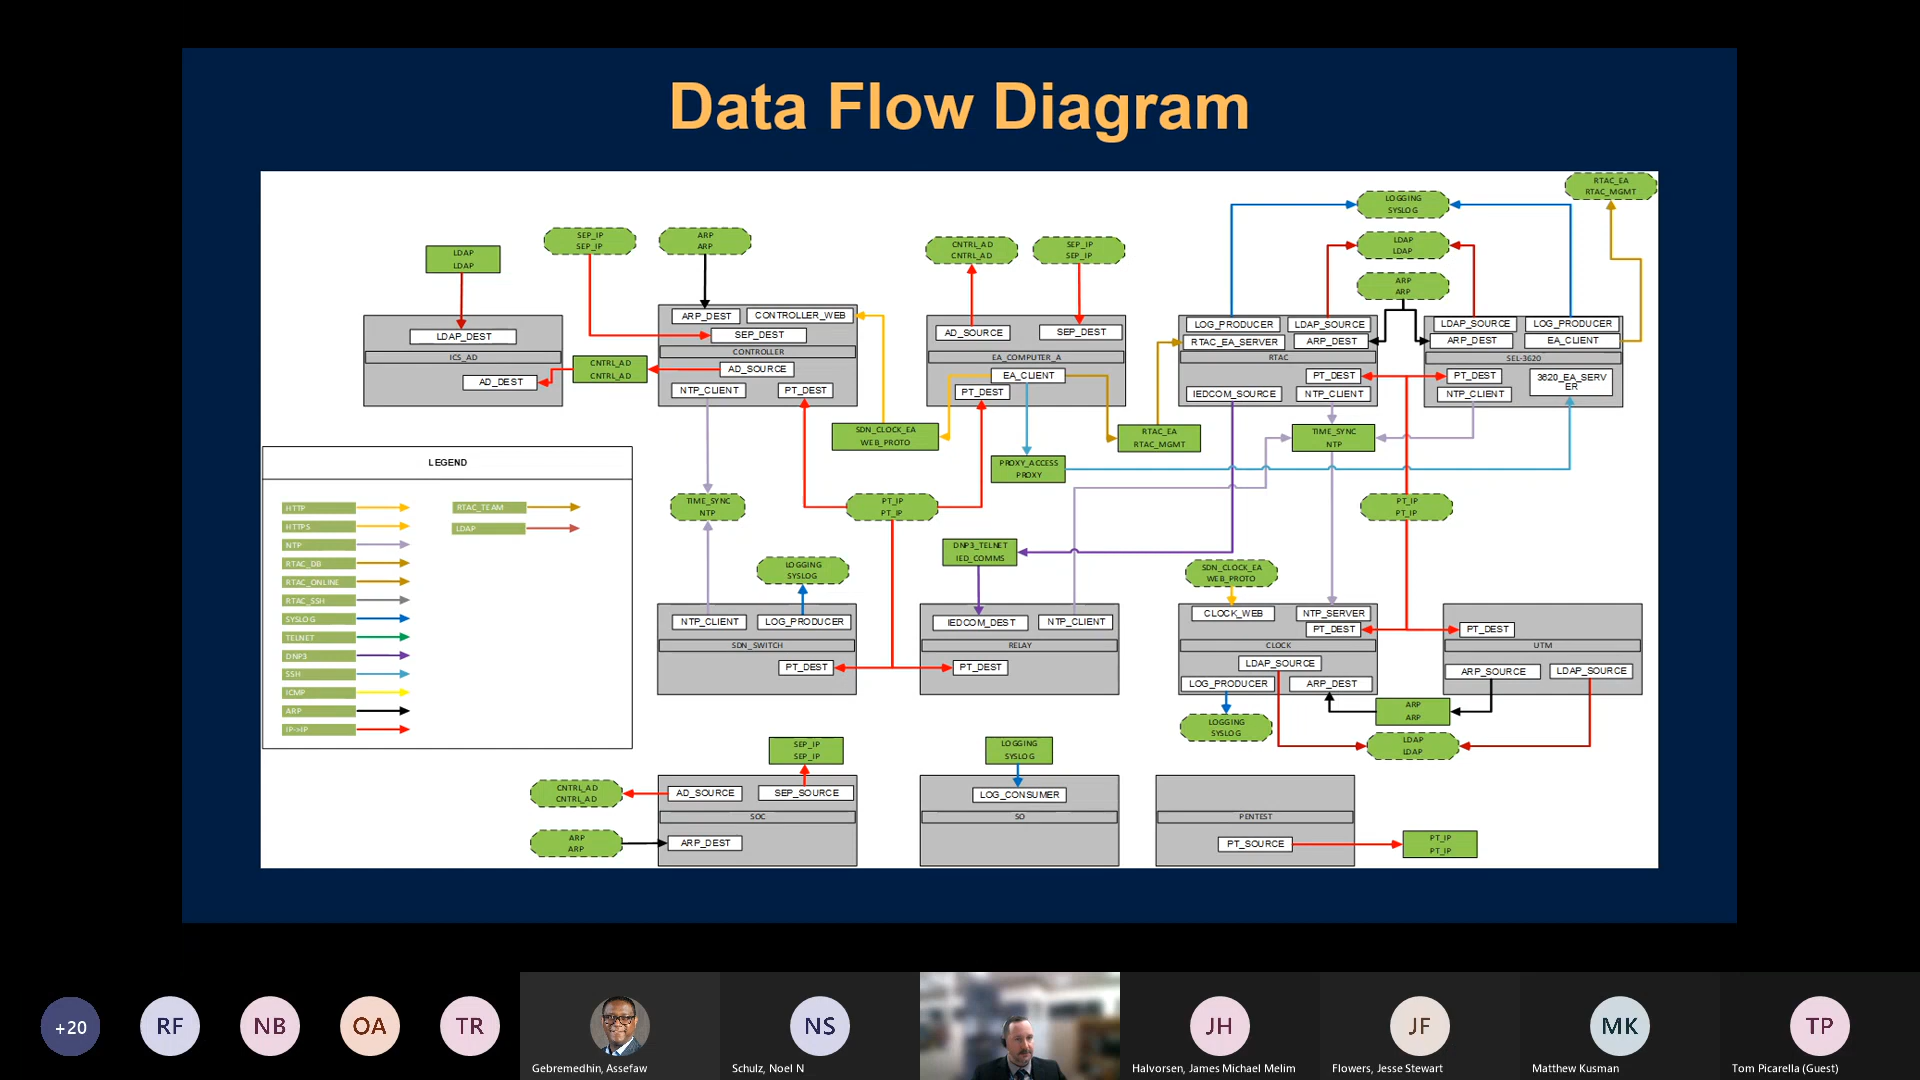 Data Flow Diagram
RTAC_EA
RTAC_MGMT
LOGGING
SYSLOG
LDAP
LDAP
SEP_IP
SEP_IP
ARP
ARP
CNTRL_AD
CNTRL_AD
SEP_IP
SEP_IP
LDAP
LDAP
ARP
ARP
LDAP_DEST
ICS_AD
AD_DEST
CNTRL_AD
CNTRL_AD
ARP_DEST
CONTROLLER_WEB
SEP_DEST
CONTROLLER
AD_SOURCE
NTP_CLIENT
PT_DEST
AD_SOURCE
SEP_DEST
EA_COMPUTER_A
EA_CLIENT
PT_DEST
LOG_PRODUCER
LDAP_SOURCE
RTAC_EA_SERVER
ARP_DEST
RTAC
PT_DEST
IEDCOM_SOURCE
NTP_CLIENT
LDAP_SOURCE
LOG_PRODUCER
ARP_DEST
EA_CLIENT
SEL-3620
PT_DEST
3620_EA_SERV
ER
NTP_CLIENT
SDN_CLOCK_EA
WEB_PROTO
RTAC_EA
RTAC_MGMT
TIME_SYNC
NTP
PROXY_ACCESS
PROXY
LEGEND
HTTP
HTTPS
NTP
RTAC_DB
RTAC_ONLINE
RTAC_SSH
SYSLOG
TELNET
DNP3
SSH
ICMP
ARP
IP->IP
RTAC_TEAM
LDAP
TIME_SYNC
NTP
PT_IP
PT_IP
PT_IP
PT_IP
DNP3_TELNET
IED_COMMS
LOGGING
SYSLOG
SDN_CLOCK_EA
WEB_PROTO
NTP_CLIENT
LOG_PRODUCER
SDN_SWITCH
PT_DEST
IEDCOM_DEST
NTP_CLIENT
RELAY
PT_DEST
CLOCK_WEB
NTP_SERVER
PT_DEST
CLOCK
LDAP_SOURCE
LOG_PRODUCER
ARP_DEST
PT_DEST
UTM
ARP_SOURCE
LDAP_SOURCE
LOGGING
SYSLOG
ARP
ARP
LDAP
LDAP
SEP_IP
SEP_IP
LOGGING
SYSLOG
CNTRL_AD
CNTRL_AD
ARP
ARP
AD_SOURCE
SEP_SOURCE
SOC
ARP_DEST
LOG_CONSUMER
SO
PENTEST
PT_SOURCE
PT_IP
PT_IP
+20
RF
NB
OA
TR
NS
JH
JF
MK
TP
Gebremedhin, Assefaw
Schulz, Noel N
Halvorsen, James Michael Melim
Flowers, Jesse Stewart
Matthew Kusman
Tom Picarella (Guest)